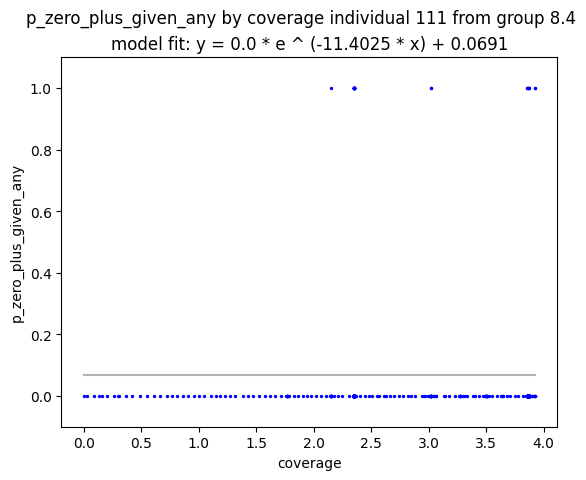 p_zero_plus_given_any by coverage individual 111 from group 8.4
model fit: y = 0.0 * e ^ (-11.4025 * x) + 0.0691
1.0
0.8
0.6
0.4
0.2
0.0
p_zero_plus_given_any
0.0 0.5 1.0 1.5 2.0 2.5 3.0 3.5 4.0
coverage